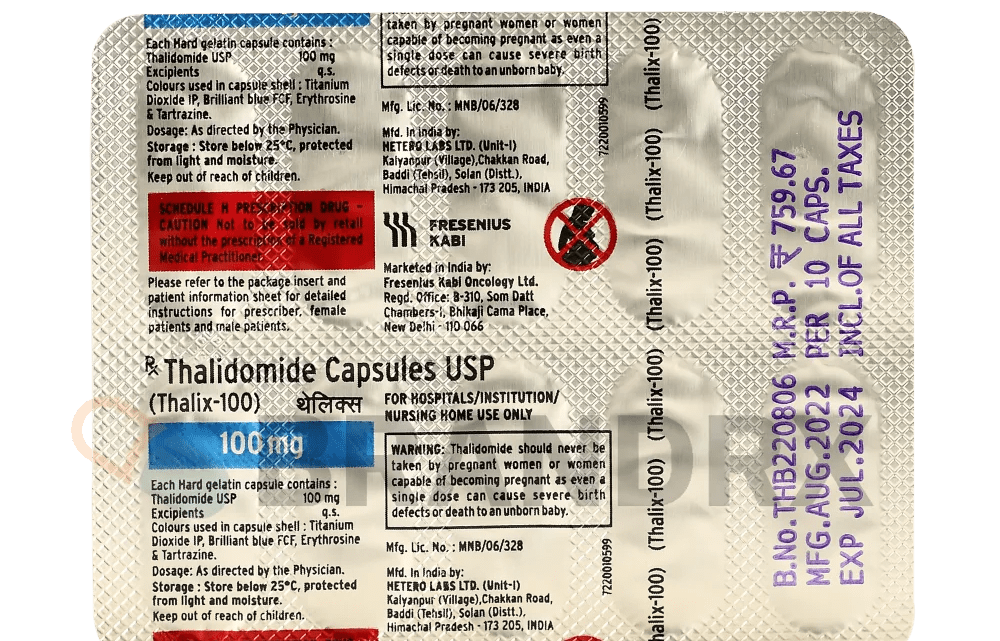 Each Hard gelatin capsule contains :
Thalidomide USP 100 mg
Excipients q.s.
Colours used in capsule shell : Titanium
Dioxide IP, Brilliant blue FCF, Erythrosine
& Tartrazine.
Dosage: As directed by the Physician.
Storage : Store below 25°C, protected
from light and moisture.
Keep out of reach of children.
SCHEDULE H PRESCRIPTION DRUG -
CAUTION Not to be sold by retail
without the prescription of a Registered
Medical Practitioner.
Please refer to the package insert and
patient information sheet for detailed
instructions for prescriber, female
patients and male patients.
taken by pregnant women or women
capable of becoming pregnant as even a
single dose can cause severe birth
defects or death to an unborn baby.
Mfg. Lic. No. : MNB/06/328
Mfd. in India by:
HETERO LABS LTD. (Unit-I)
Kalyanpur (Village), Chakkan Road,
Baddi (Tehsil), Solan (Distt.),
Himachal Pradesh - 173 205, INDIA
FRESENIUS
KABI
Marketed in India by:
Fresenius Kabi Oncology Ltd.
Regd. Office: B-310, Som Datt
Chambers-I, Bhikaji Cama Place,
New Delhi - 110 066
7220010599
Rx Thalidomide Capsules USP
(Thalix-100) थेलिक्स
100 mg
Each Hard gelatin capsule contains :
Thalidomide USP 100 mg
Excipients q.s.
Colours used in capsule shell : Titanium
Dioxide IP, Brilliant blue FCF, Erythrosine
& Tartrazine.
Dosage: As directed by the Physician.
Storage : Store below 25°C, protected
from light and moisture.
Keep out of reach of children.
FOR HOSPITALS/INSTITUTION/
NURSING HOME USE ONLY
WARNING: Thalidomide should never be
taken by pregnant women or women
capable of becoming pregnant as even a
single dose can cause severe birth
defects or death to an unborn baby.
Mfg. Lic. No. : MNB/06/328
Mfd. in India by:
HETERO LABS LTD. (Unit-I)
Kalyanpur (Village), Chakkan Road,
Baddi (Tehsil), Solan (Distt.),
Himachal Pradesh - 173 205, INDIA
7220010599
(Thalix-100) (Thalix-100) (Thalix-100) (Thalix-100) (Thalix-100) (Thalix-100)
B.No.THB220806 M.R.P. ₹ 759.67
MFG.AUG.2022 PER 10 CAPS.
EXP JUL.2024 INCL.OF ALL TAXES